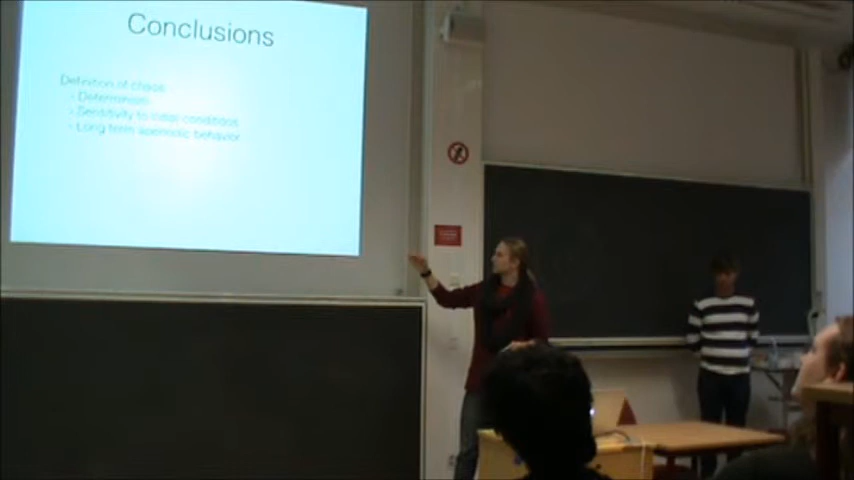 Conclusions
Definition of chaos
- Determinism
- Sensitivity to initial conditions
- Long term aperiodic behavior